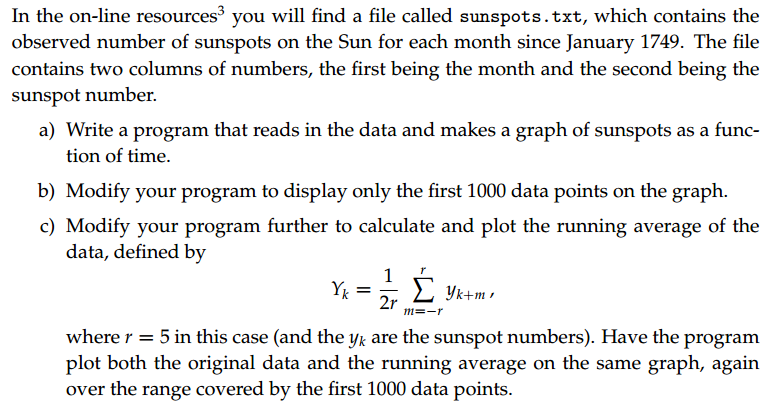 In the on-line resources³ you will find a file called sunspots.txt, which contains the
observed number of sunspots on the Sun for each month since January 1749. The file
contains two columns of numbers, the first being the month and the second being the
sunspot number.
a) Write a program that reads in the data and makes a graph of sunspots as a func-
tion of time.
b) Modify your program to display only the first 1000 data points on the graph.
c) Modify your program further to calculate and plot the running average of the
data, defined by
Y_k = \frac{1}{2r} \sum_{m=-r}^{r} y_{k+m} ,
where r = 5 in this case (and the y_k are the sunspot numbers). Have the program
plot both the original data and the running average on the same graph, again
over the range covered by the first 1000 data points.